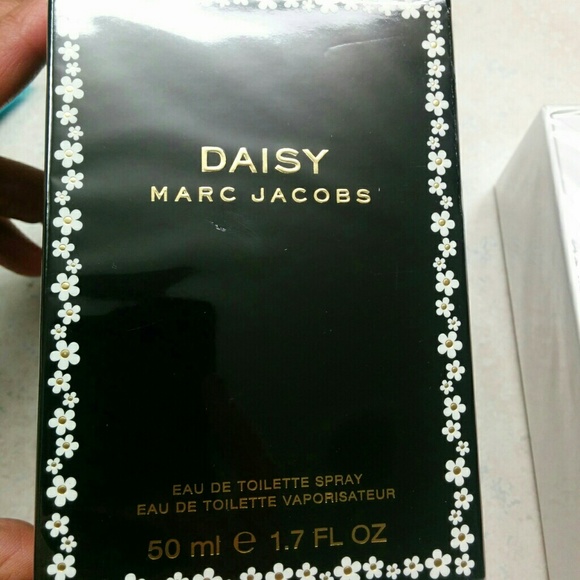 DAISY
MARC JACOBS
EAU DE TOILETTE SPRAY
EAU DE TOILETTE VAPORISATEUR
50 ml ℮ 1.7 FL OZ